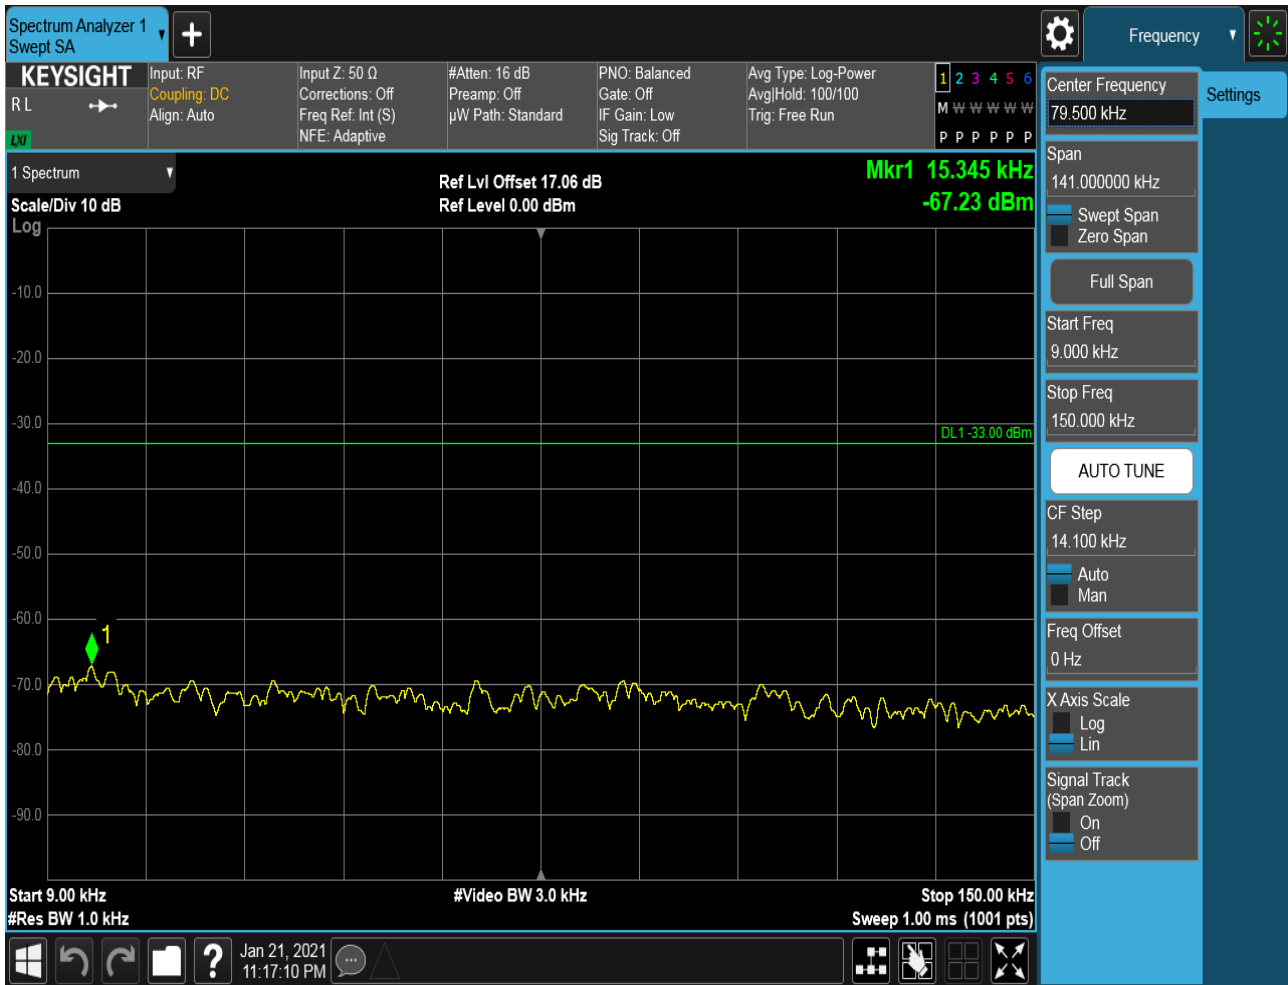 Spectrum Analyzer 1
Swept SA
Frequency
KEYSIGHT
R L
LXI
Input: RF
Coupling: DC
Align: Auto
Input Z: 50 Ω
Corrections: Off
Freq Ref: Int (S)
NFE: Adaptive
#Atten: 16 dB
Preamp: Off
µW Path: Standard
PNO: Balanced
Gate: Off
IF Gain: Low
Sig Track: Off
Avg Type: Log-Power
Avg|Hold: 100/100
Trig: Free Run
1 2 3 4 5 6
M W W W W W
P P P P P P
1 Spectrum
Scale/Div 10 dB
Log
Ref Lvl Offset 17.06 dB
Ref Level 0.00 dBm
Mkr1 15.345 kHz
-67.23 dBm
-10.0
-20.0
-30.0
DL1 -33.00 dBm
-40.0
-50.0
-60.0
1
-70.0
-80.0
-90.0
Start 9.00 kHz
#Res BW 1.0 kHz
#Video BW 3.0 kHz
Stop 150.00 kHz
Sweep 1.00 ms (1001 pts)
Center Frequency
79.500 kHz
Settings
Span
141.000000 kHz
Swept Span
Zero Span
Full Span
Start Freq
9.000 kHz
Stop Freq
150.000 kHz
AUTO TUNE
CF Step
14.100 kHz
Auto
Man
Freq Offset
0 Hz
X Axis Scale
Log
Lin
Signal Track
(Span Zoom)
On
Off
?
Jan 21, 2021
11:17:10 PM